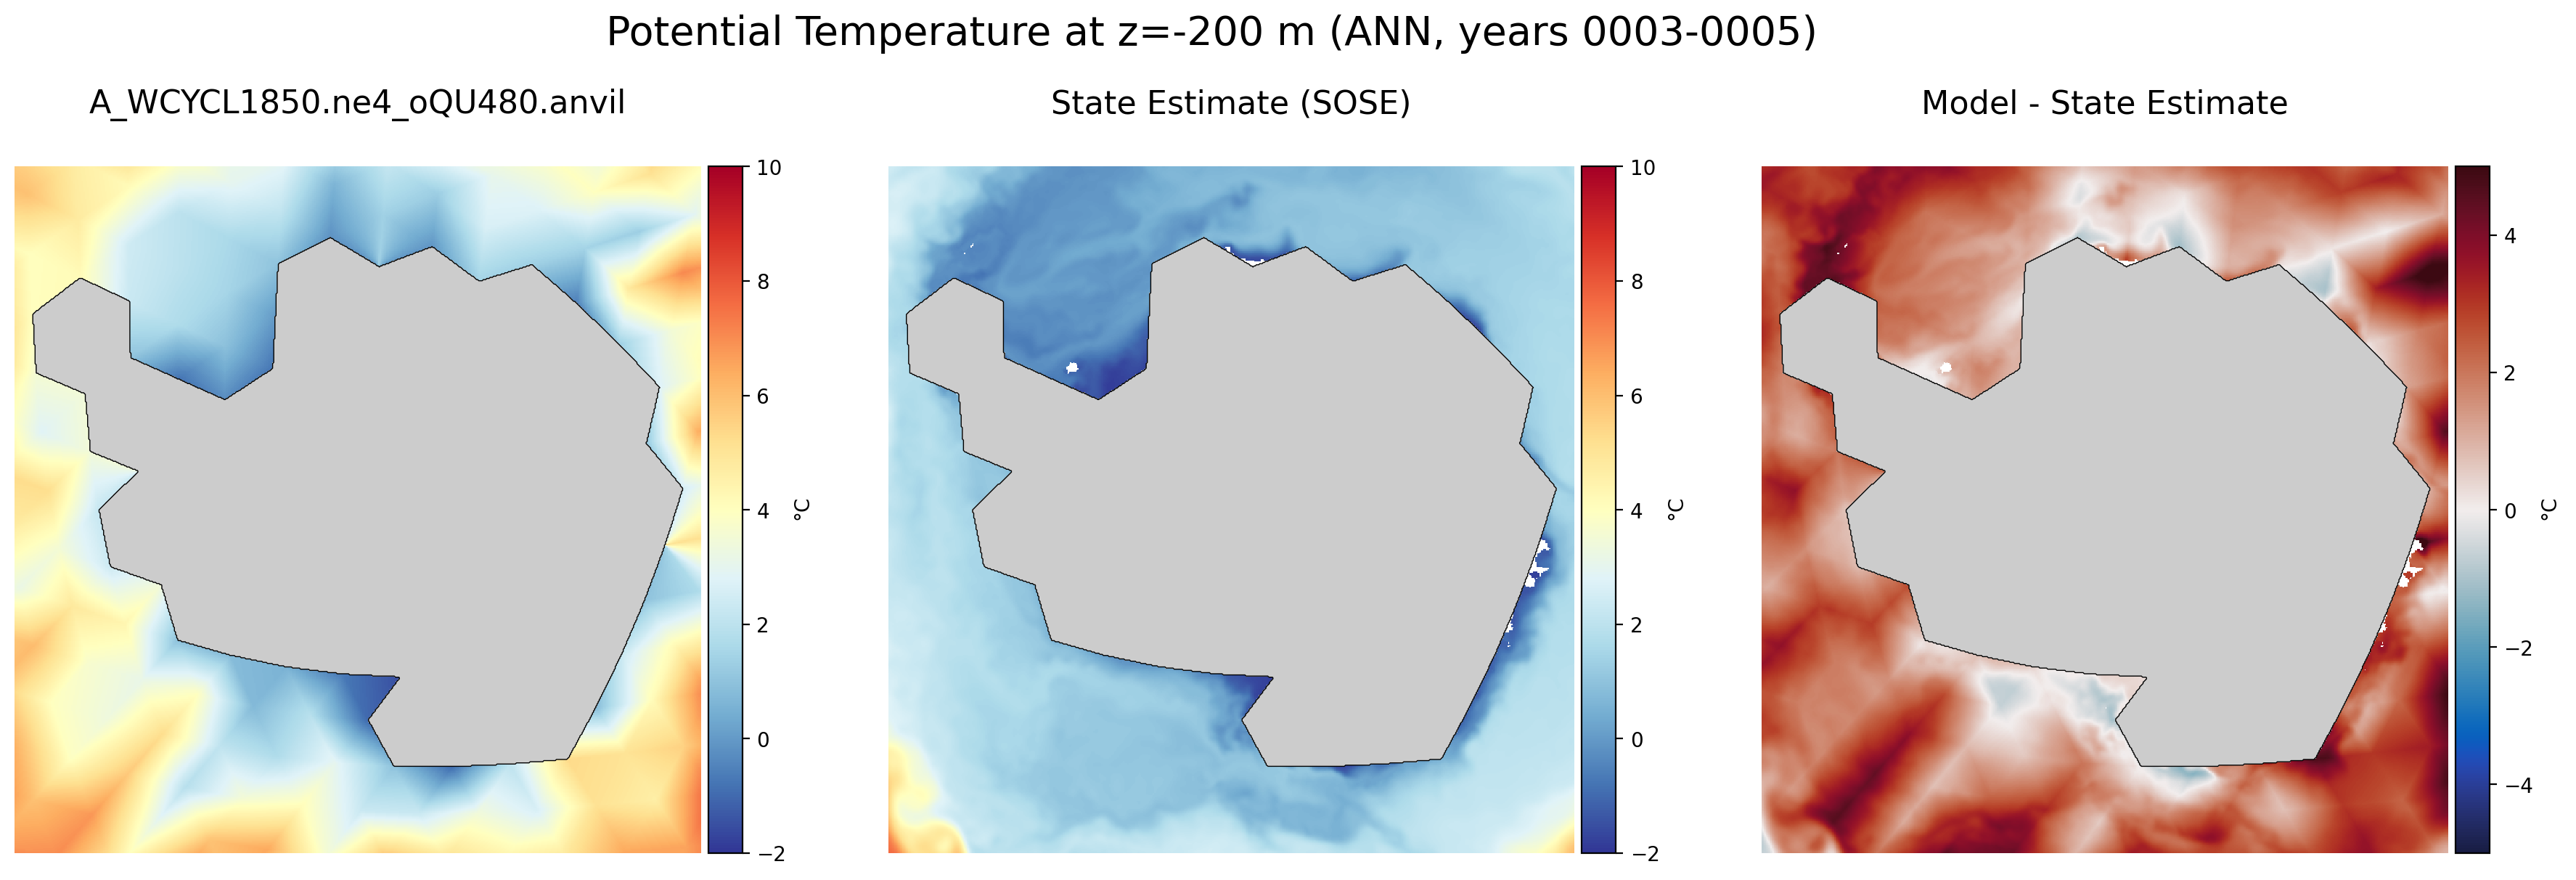 Potential Temperature at z=-200 m (ANN, years 0003-0005)
A_WCYCL1850.ne4_oQU480.anvil
State Estimate (SOSE)
Model - State Estimate
10
8
6
4
2
0
−2
°C
10
8
6
4
2
0
−2
°C
4
2
0
−2
−4
°C